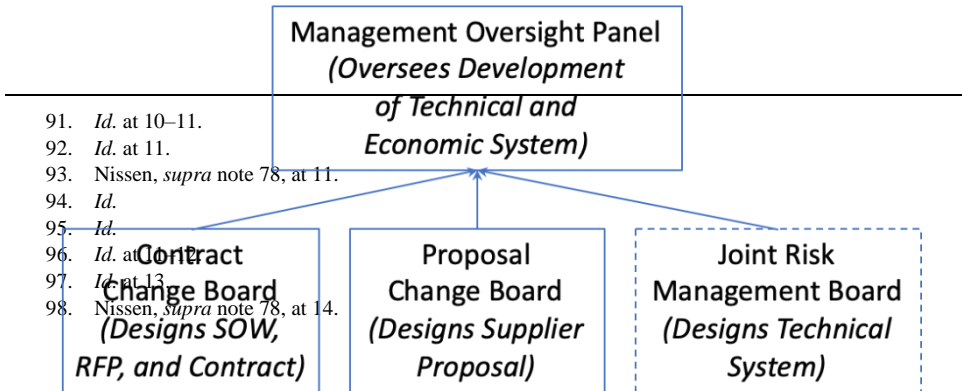 Management Oversight Panel
(Oversees Development
of Technical and
Economic System)
91. Id. at 10–11.
92. Id. at 11.
93. Nissen, supra note 78, at 11.
94. Id.
95. Id.
96. Id. at 11–12.
97. Id. at 13.
98. Nissen, supra note 78, at 14.
Contract
Change Board
(Designs SOW,
RFP, and Contract)
Proposal
Change Board
(Designs Supplier
Proposal)
Joint Risk
Management Board
(Designs Technical
System)